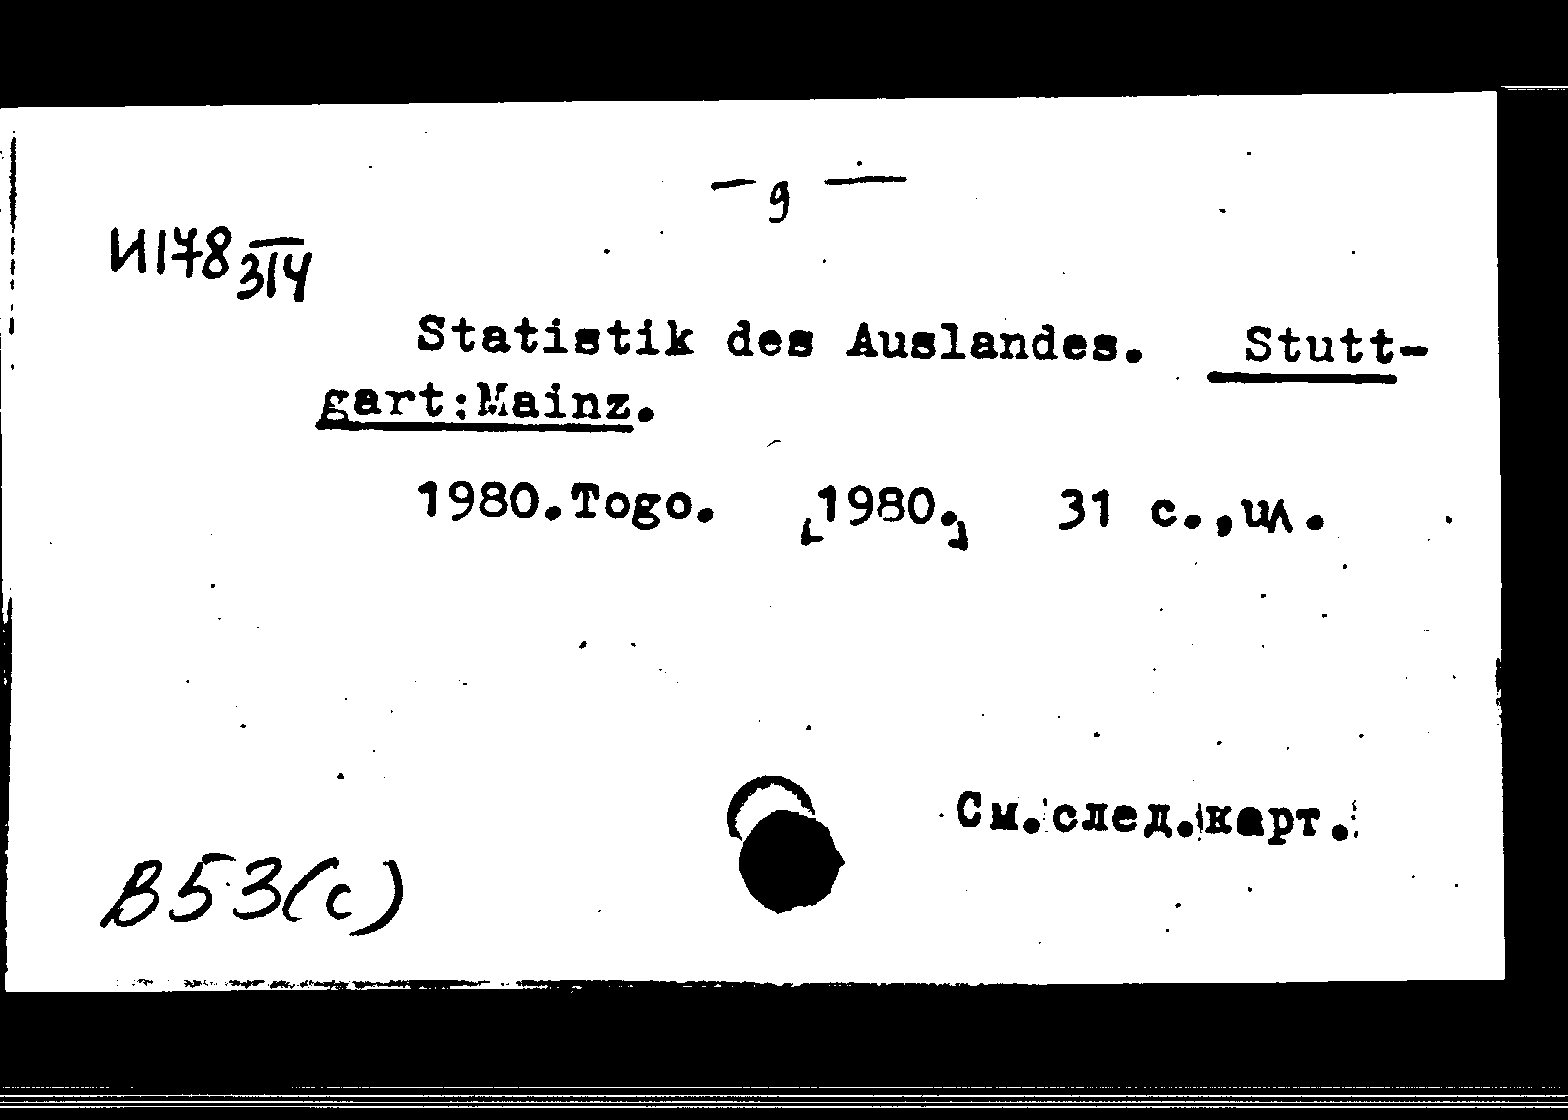 — 9 —
И178 314
Statistik des Auslandes. Stutt-
gart:Mainz.
1980.Togo. [1980.] 31 с.,ил.
См.след.карт.
В53(с)